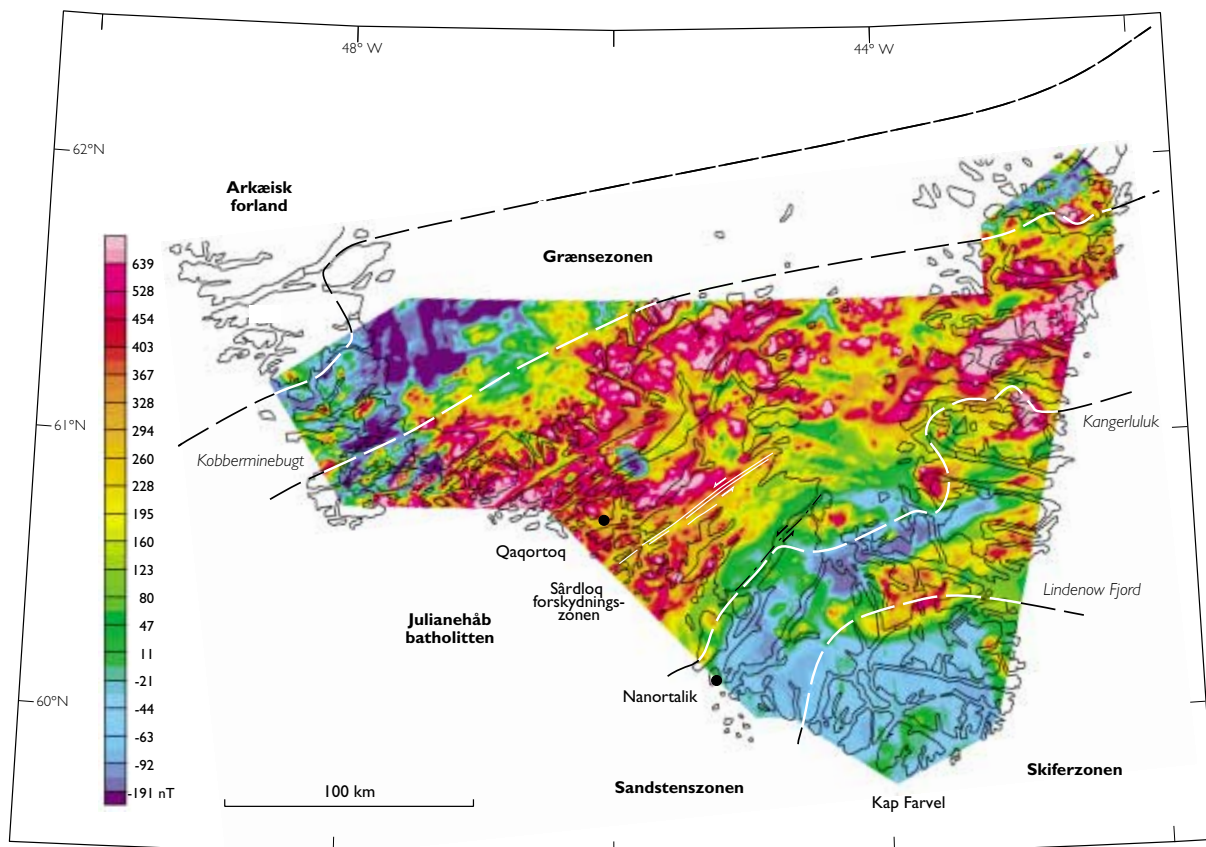 48° W
44° W
62°N
Arkæisk
forland
Grænsezonen
639
528
454
403
367
328
294
260
228
195
160
123
80
47
11
-21
-44
-63
-92
-191 nT
61°N
Kobberminebugt
Kangerluluk
Qaqortoq
Sârdloq
forskydnings-
zonen
Julianehåb
batholitten
Lindenow Fjord
Nanortalik
60°N
100 km
Sandstenszonen
Skiferzonen
Kap Farvel